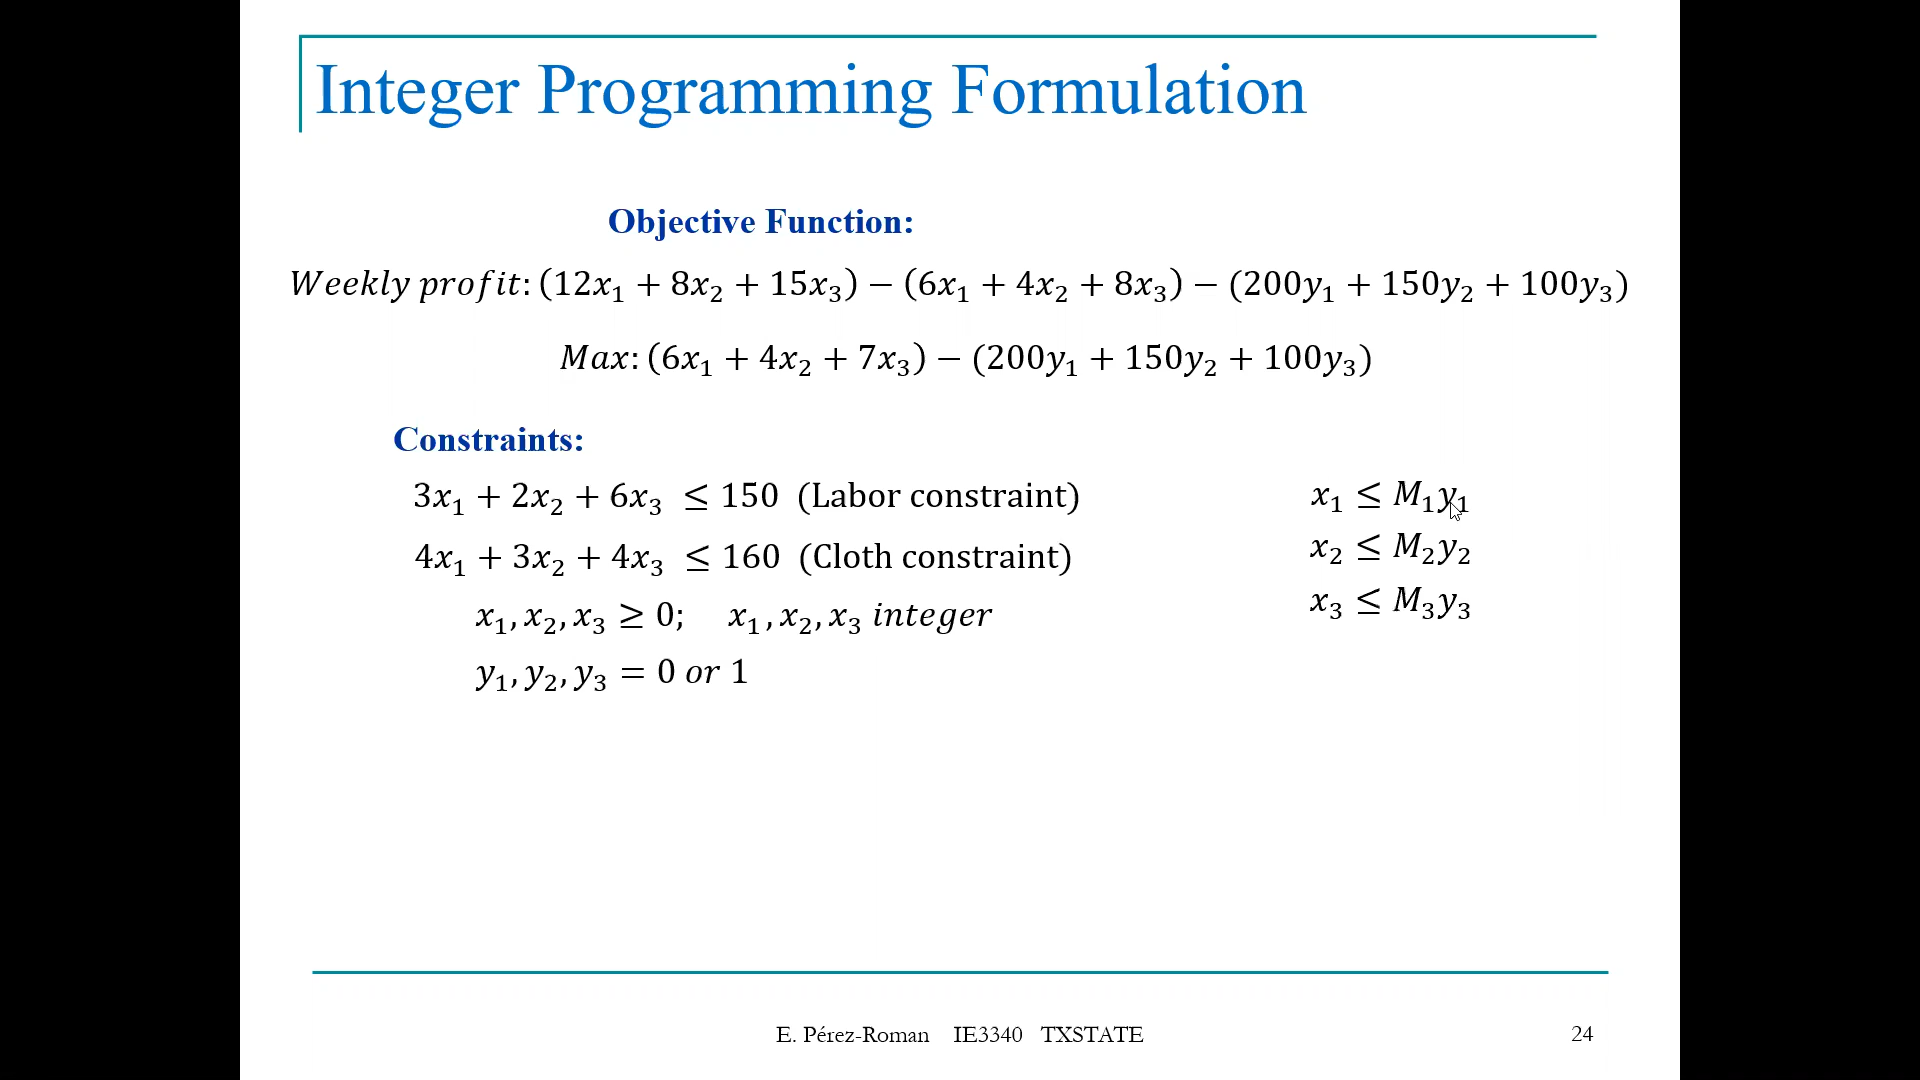 Integer Programming Formulation
Objective Function:
Weekly profit: (12x₁ + 8x₂ + 15x₃) − (6x₁ + 4x₂ + 8x₃) − (200y₁ + 150y₂ + 100y₃)
Max: (6x₁ + 4x₂ + 7x₃) − (200y₁ + 150y₂ + 100y₃)
Constraints:
3x₁ + 2x₂ + 6x₃ ≤ 150 (Labor constraint)
4x₁ + 3x₂ + 4x₃ ≤ 160 (Cloth constraint)
x₁, x₂, x₃ ≥ 0; x₁, x₂, x₃ integer
y₁, y₂, y₃ = 0 or 1
x₁ ≤ M₁y₁
x₂ ≤ M₂y₂
x₃ ≤ M₃y₃
E. Pérez-Roman IE3340 TXSTATE
24